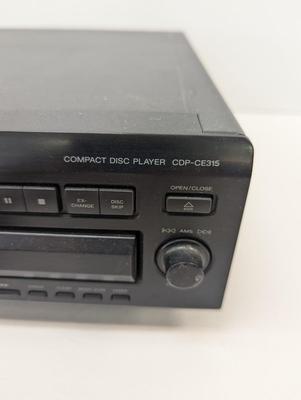 COMPACT DISC PLAYER CDP-CE315
OPEN/CLOSE
EX-
CHANGE
DISC
SKIP
AMS